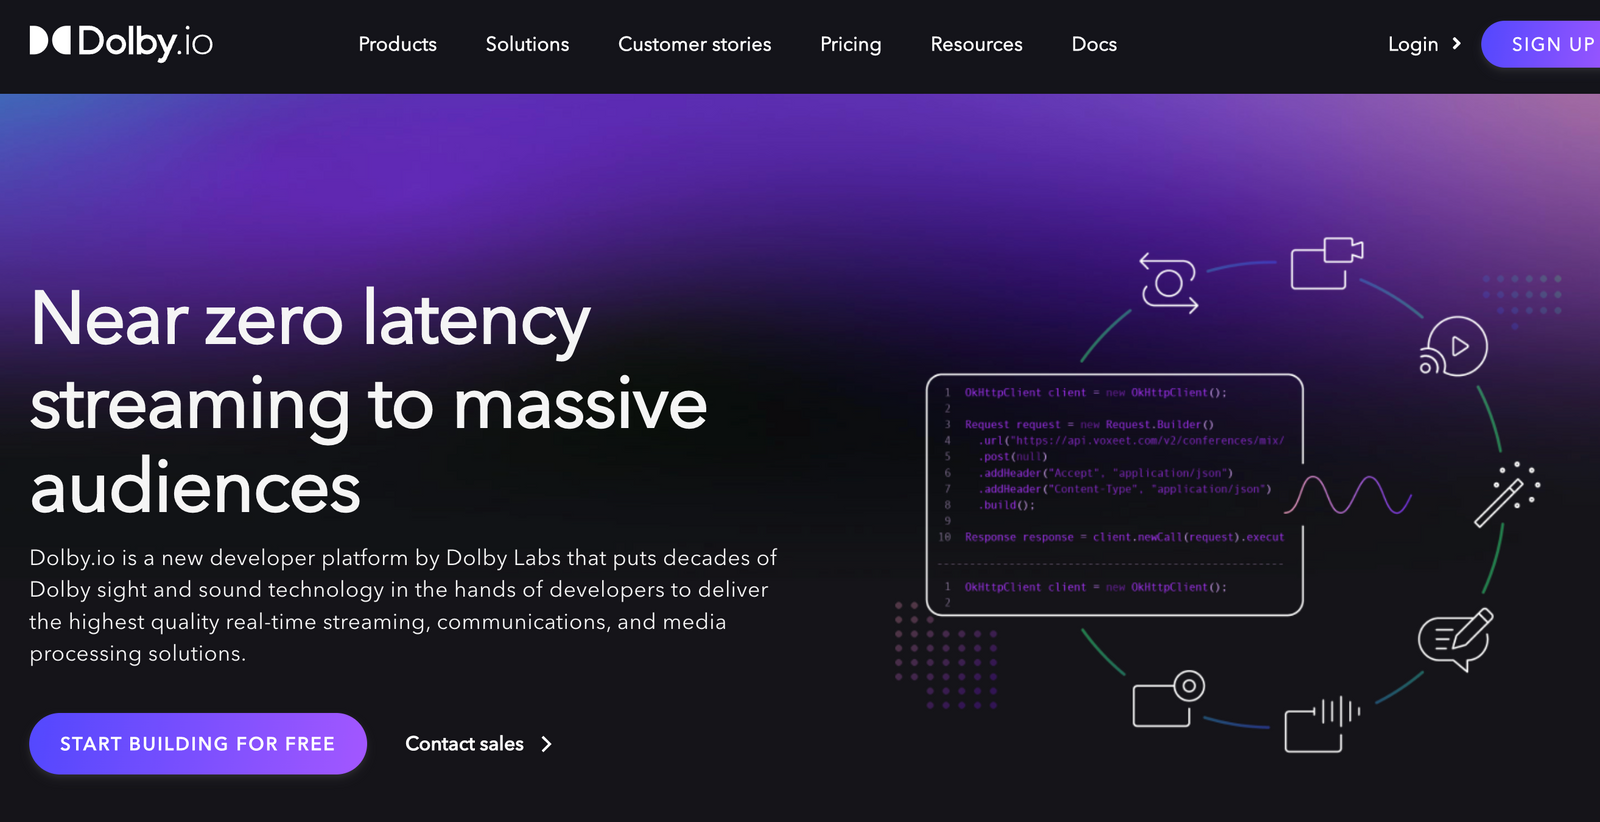 Dolby.io
Products Solutions Customer stories Pricing Resources Docs Login SIGN UP
Near zero latency
streaming to massive
audiences
Dolby.io is a new developer platform by Dolby Labs that puts decades of
Dolby sight and sound technology in the hands of developers to deliver
the highest quality real-time streaming, communications, and media
processing solutions.
START BUILDING FOR FREE Contact sales
1 OkHttpClient client = new OkHttpClient();
2
3 Request request = new Request.Builder()
4 .url("https://api.voxeet.com/v2/conferences/mix/
5 .post(null)
6 .addHeader("Accept", "application/json")
7 .addHeader("Content-Type", "application/json")
8 .build();
9
10 Response response = client.newCall(request).execut
1 OkHttpClient client = new OkHttpClient();
2